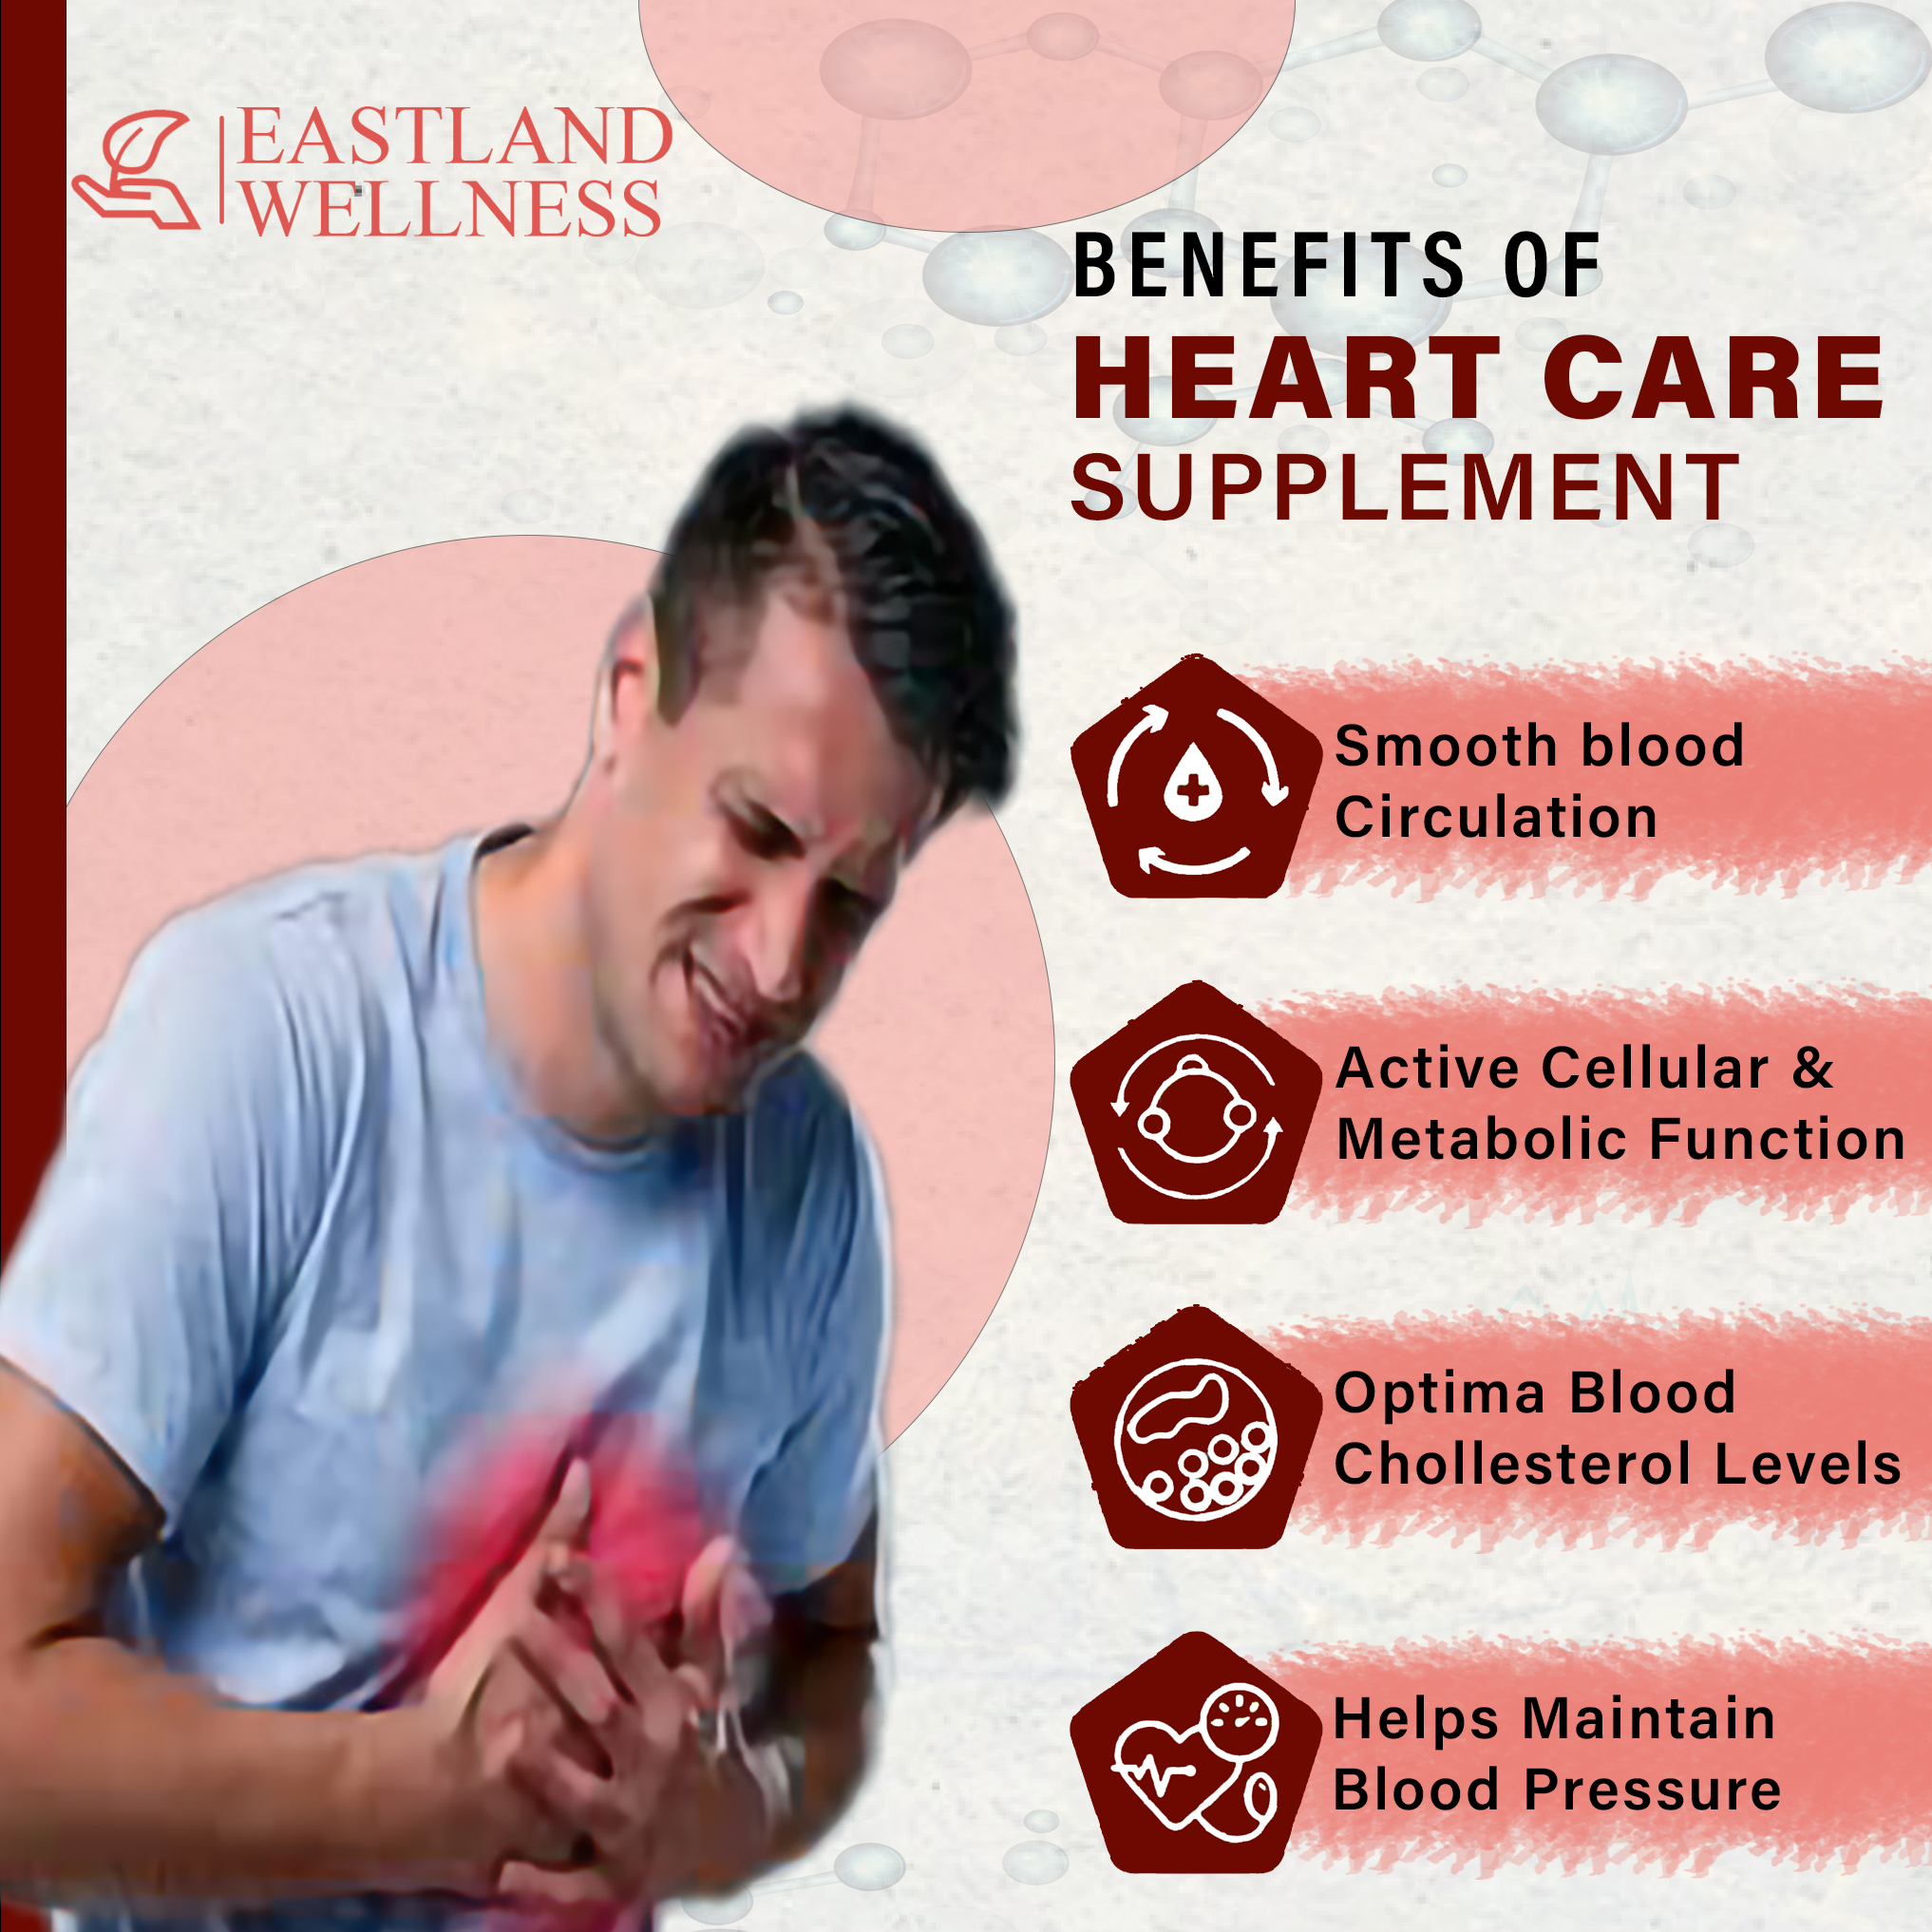 EASTLAND
WELLNESS
BENEFITS OF
HEART CARE
SUPPLEMENT
Smooth blood
Circulation
Active Cellular &
Metabolic Function
Optima Blood
Chollesterol Levels
Helps Maintain
Blood Pressure